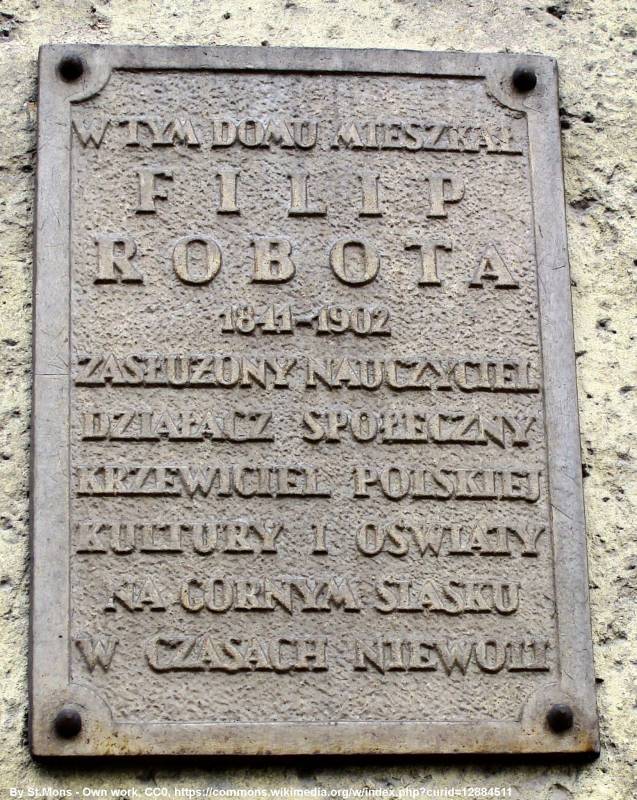 W TYM DOMU MIESZKAŁ
FILIP
ROBOTA
1841-1902
ZASŁUŻONY NAUCZYCIEL
DZIAŁACZ SPOŁECZNY
KRZEWICIEL POLSKIEJ
KULTURY I OŚWIATY
NA GÓRNYM ŚLĄSKU
W CZASACH NIEWOLI
By St.Mons - Own work, CC0, https://commons.wikimedia.org/w/index.php?curid=12884511